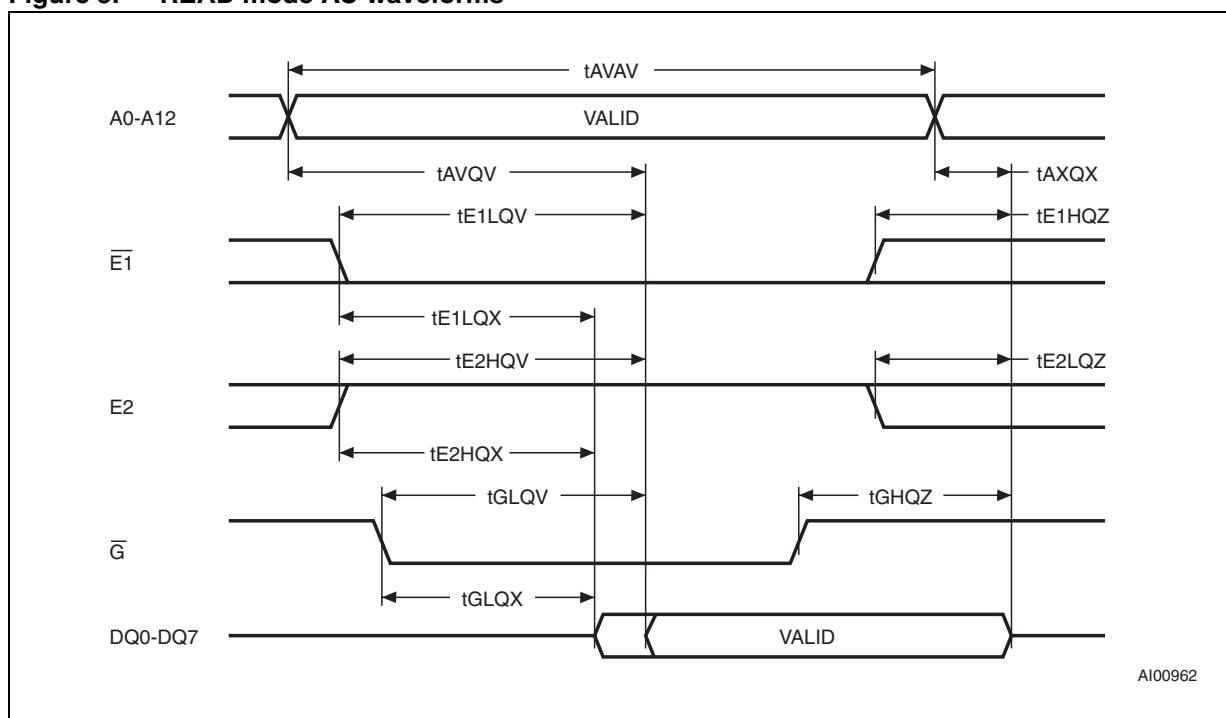 Figure 5. READ mode AC waveforms
tAVAV
A0-A12
VALID
tAVQV
tAXQX
tE1LQV
tE1HQZ
E1
tE1LQX
tE2HQV
tE2LQZ
E2
tE2HQX
tGLQV
tGHQZ
G
tGLQX
DQ0-DQ7
VALID
AI00962